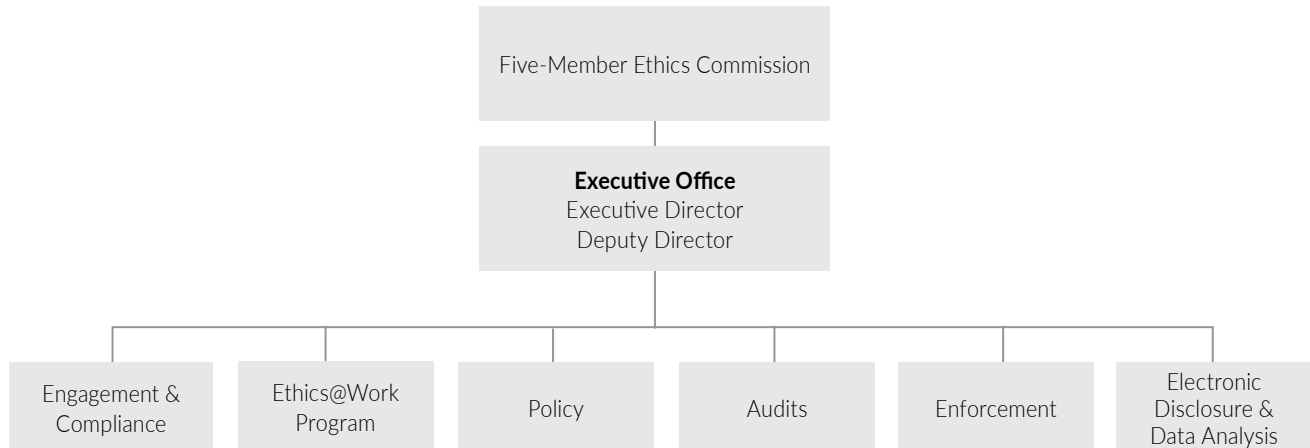 Five-Member Ethics Commission
Executive Office
Executive Director
Deputy Director
Engagement &
Compliance
Ethics@Work
Program
Policy
Audits
Enforcement
Electronic
Disclosure &
Data Analysis